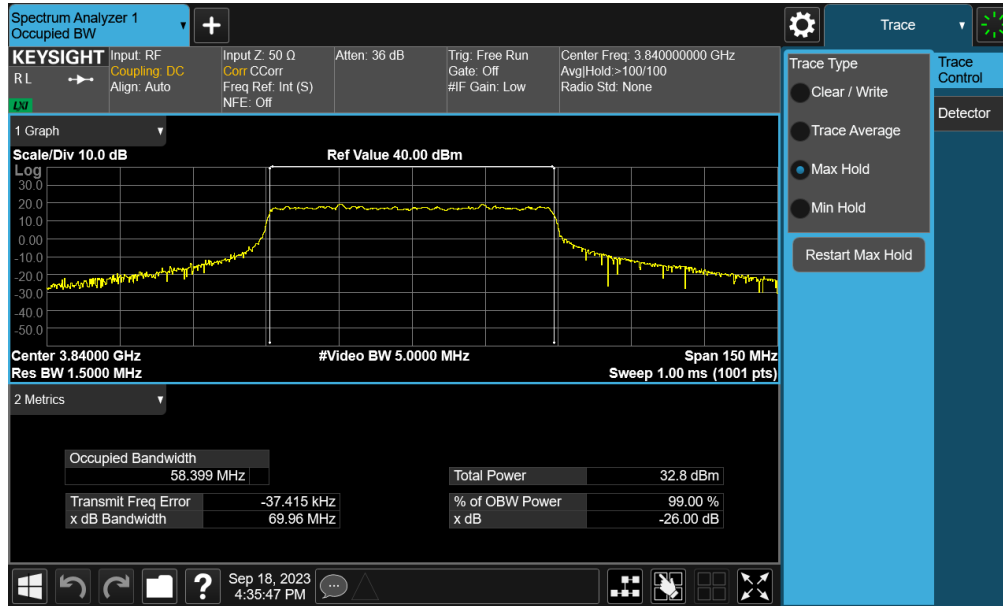 Spectrum Analyzer 1
Occupied BW
+
Trace
KEYSIGHT
R L
LXI
Input: RF
Coupling: DC
Align: Auto
Input Z: 50 Ω
Corr CCorr
Freq Ref: Int (S)
NFE: Off
Atten: 36 dB
Trig: Free Run
Gate: Off
#IF Gain: Low
Center Freq: 3.840000000 GHz
Avg|Hold:>100/100
Radio Std: None
Trace Type
Clear / Write
Trace Average
Max Hold
Min Hold
Restart Max Hold
Trace
Control
Detector
1 Graph
Scale/Div 10.0 dB
Ref Value 40.00 dBm
Log
30.0
20.0
10.0
0.00
-10.0
-20.0
-30.0
-40.0
-50.0
Center 3.84000 GHz
#Video BW 5.0000 MHz
Span 150 MHz
Res BW 1.5000 MHz
Sweep 1.00 ms (1001 pts)
2 Metrics
Occupied Bandwidth
58.399 MHz
Total Power 32.8 dBm
Transmit Freq Error -37.415 kHz
% of OBW Power 99.00 %
x dB Bandwidth 69.96 MHz
x dB -26.00 dB
?
Sep 18, 2023
4:35:47 PM